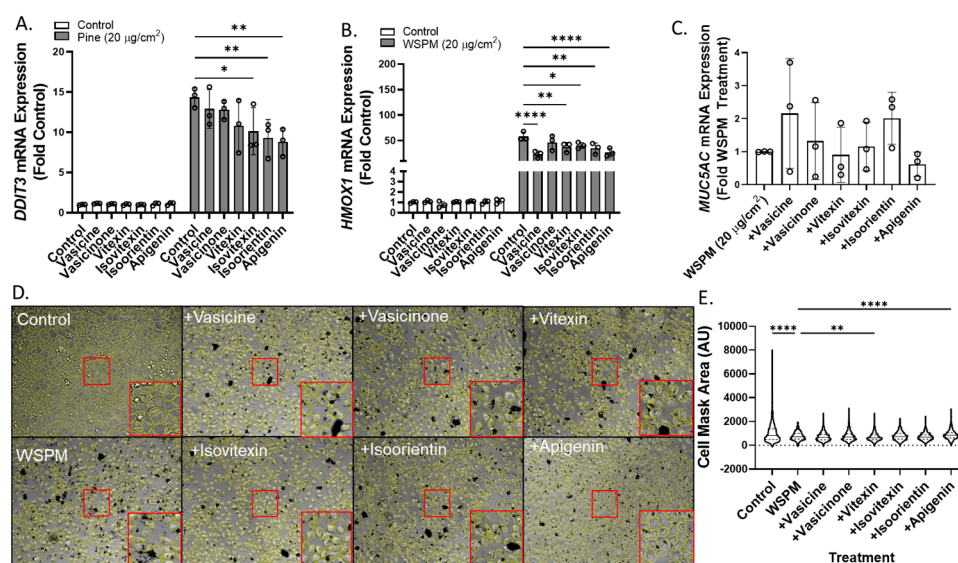 A.
Control
Pine (20 μg/cm²)
**
**
*
DDIT3 mRNA Expression
(Fold Control)
20
15
10
5
0
Control
Vasicine
Vasicinone
Vitexin
Isovitexin
Isoorientin
Apigenin
Control
Vasicine
Vasicinone
Vitexin
Isovitexin
Isoorientin
Apigenin
B.
Control
WSPM (20 μg/cm²)
****
**
*
**
****
HMOX1 mRNA Expression
(Fold Control)
100
75
50
25
2
1
0
Control
Vasicine
Vasicinone
Vitexin
Isovitexin
Isoorientin
Apigenin
Control
Vasicine
Vasicinone
Vitexin
Isovitexin
Isoorientin
Apigenin
C.
MUC5AC mRNA Expression
(Fold WSPM Treatment)
5
4
3
2
1
0
WSPM (20 μg/cm²)
+Vasicine
+Vasicinone
+Vitexin
+Isovitexin
+Isoorientin
+Apigenin
D.
Control
+Vasicine
+Vasicinone
+Vitexin
WSPM
+Isovitexin
+Isoorientin
+Apigenin
E.
****
****
**
Cell Mask Area (AU)
10000
8000
6000
4000
2000
0
-2000
Control
WSPM
+Vasicine
+Vasicinone
+Vitexin
+Isovitexin
+Isoorientin
+Apigenin
Treatment